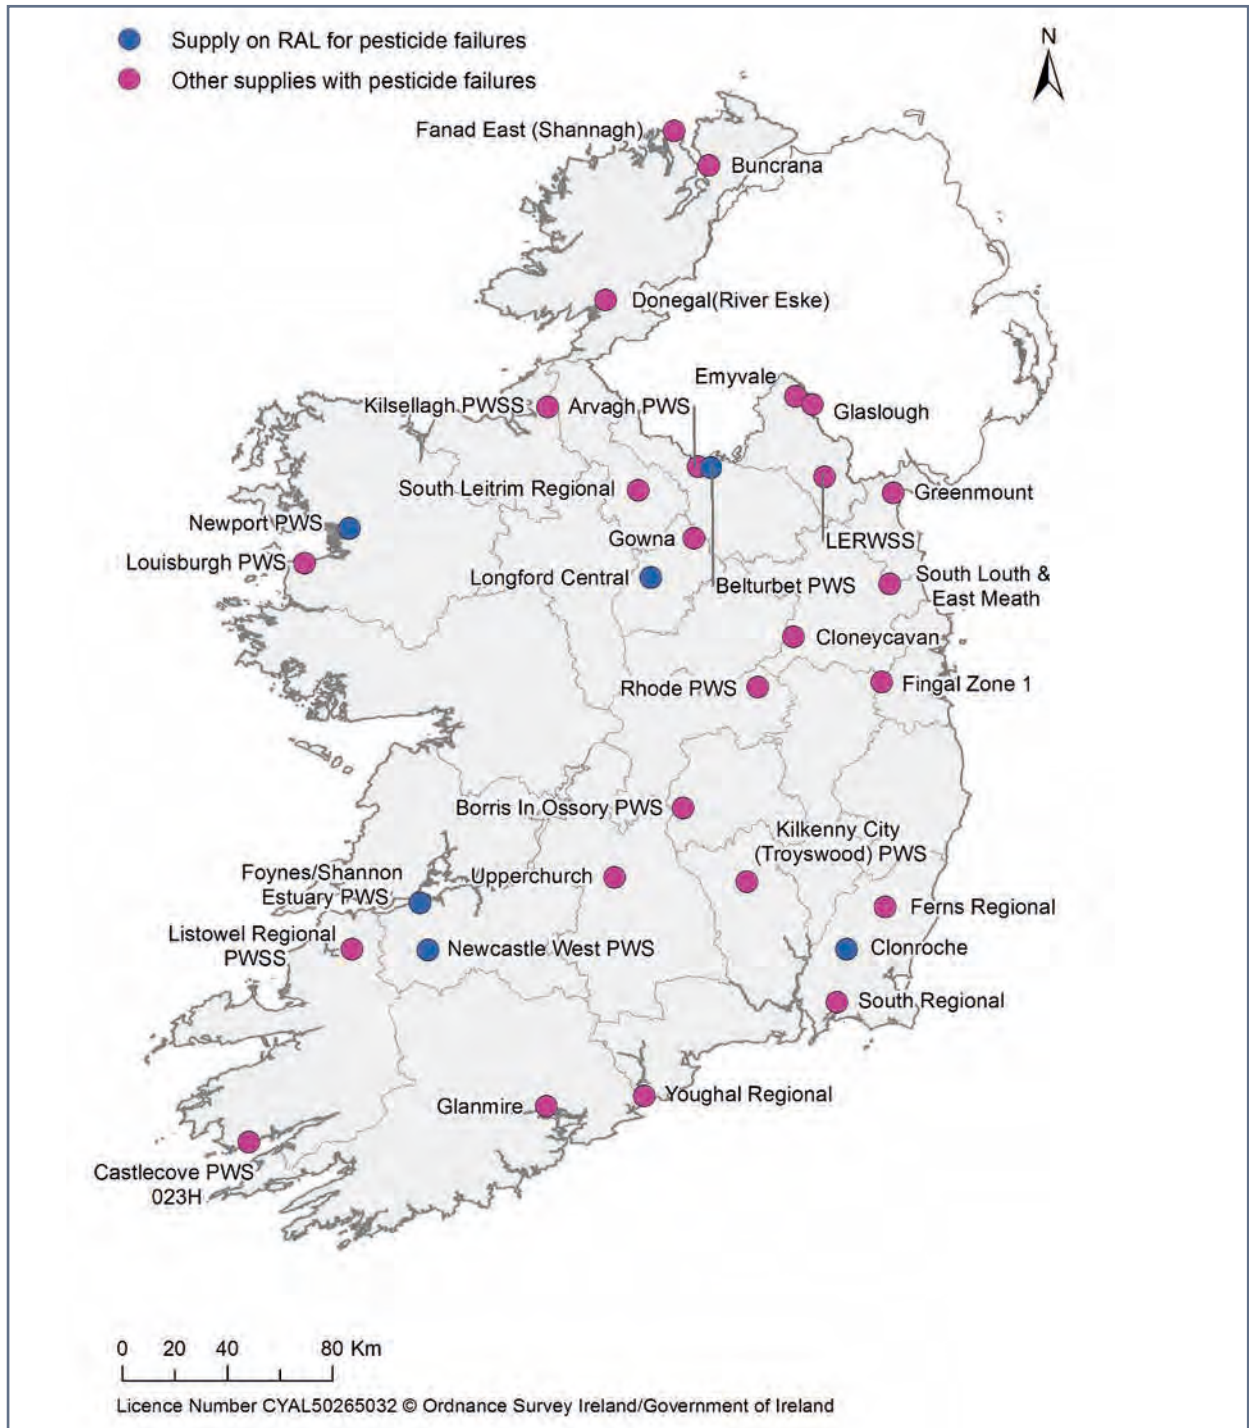 Supply on RAL for pesticide failures
Other supplies with pesticide failures
N
Fanad East (Shannagh)
Buncrana
Donegal(River Eske)
Emyvale
Glaslough
Kilsellagh PWSS
Arvagh PWS
South Leitrim Regional
Greenmount
Newport PWS
Gowna
LERWSS
Louisburgh PWS
Longford Central
Belturbet PWS
South Louth &
East Meath
Cloneycavan
Rhode PWS
Fingal Zone 1
Borris In Ossory PWS
Kilkenny City
(Troyswood) PWS
Foynes/Shannon
Estuary PWS
Upperchurch
Ferns Regional
Listowel Regional
PWSS
Newcastle West PWS
Clonroche
South Regional
Youghal Regional
Glanmire
Castlecove PWS
023H
0 20 40 80 Km
Licence Number CYAL50265032 © Ordnance Survey Ireland/Government of Ireland